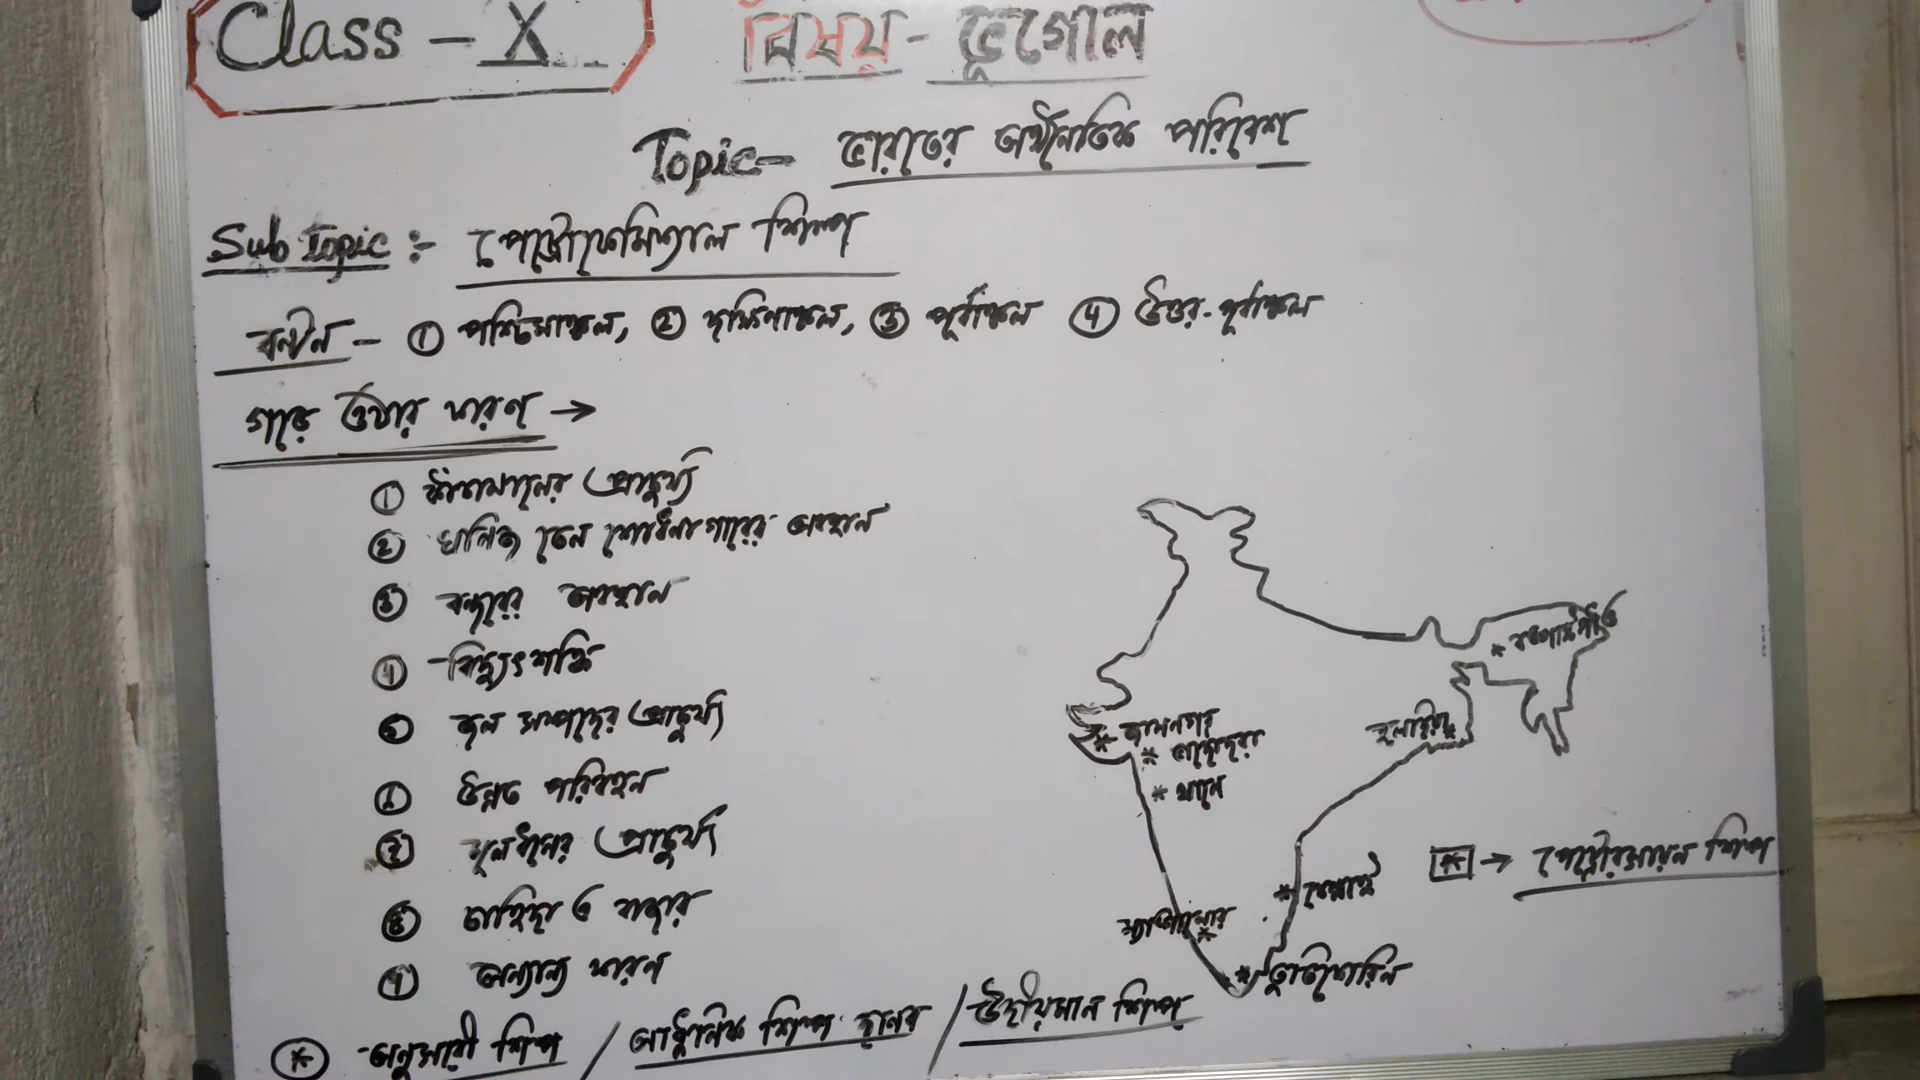 Class - X
বিষয় - ভূগোল
Topic - ভারতের অর্থনৈতিক পরিবেশ
Sub Topic :- পেট্রোকেমিক্যাল শিল্প
বন্টন - ① পশ্চিমাঞ্চল, ② দক্ষিণাঞ্চল, ③ পূর্বাঞ্চল ④ উত্তর-পূর্বাঞ্চল
গড়ে ওঠার কারণ →
① কাঁচামালের প্রাচুর্য্য
② খনিজ তেল শোধনাগারের অবস্থান
③ বন্দরের অবস্থান
④ বিদ্যুৎশক্তি
⑤ জল সম্পদের প্রাচুর্য্য
⑥ উন্নত পরিবহন
⑦ মূলধনের প্রাচুর্য্য
⑧ চাহিদা ও বাজার
⑨ অন্যান্য কারণ
* অনুসারী শিল্প / আধুনিক শিল্প দানব / উদীয়মান শিল্প
* বঙ্গাইগাঁও
* জামনগর
* ভাদোদরা
* থানে
হলদিয়া
* → পেট্রোরসায়ন শিল্প
* চেন্নাই
ম্যাঙ্গালোর *
* তুতিকোরিন